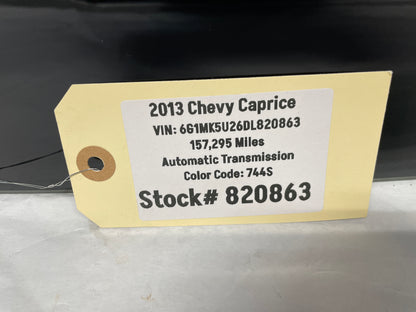 2013 Chevy Caprice
VIN: 6G1MK5U26DL820863
157,295 Miles
Automatic Transmission
Color Code: 744S
Stock# 820863